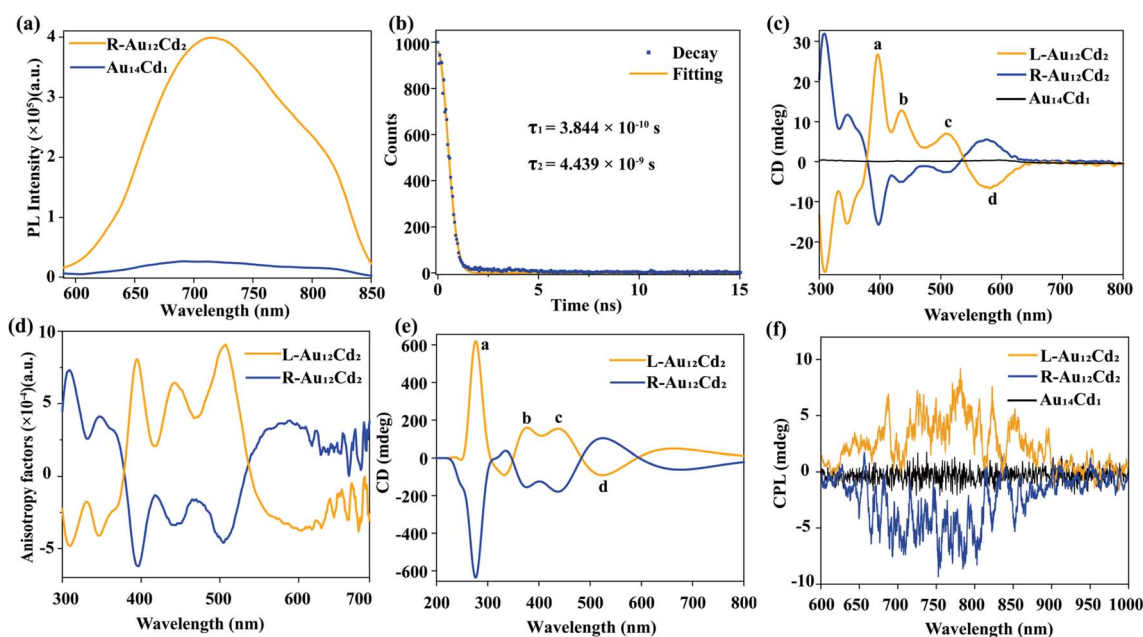 (a)
R-Au₁₂Cd₂
Au₁₄Cd₁
PL Intensity (×10⁵)(a.u.)
4
3
2
1
0
600 650 700 750 800 850
Wavelength (nm)
(b)
Decay
Fitting
τ₁ = 3.844 × 10⁻¹⁰ s
τ₂ = 4.439 × 10⁻⁹ s
Counts
1000
800
600
400
200
0
0 5 10 15
Time (ns)
(c)
a
b
c
d
L-Au₁₂Cd₂
R-Au₁₂Cd₂
Au₁₄Cd₁
CD (mdeg)
30
20
10
0
-10
-20
300 400 500 600 700 800
Wavelength (nm)
(d)
L-Au₁₂Cd₂
R-Au₁₂Cd₂
Anisotropy factors (×10⁻⁴)(a.u.)
10
5
0
-5
300 400 500 600 700
Wavelength (nm)
(e)
a
b
c
d
L-Au₁₂Cd₂
R-Au₁₂Cd₂
CD (mdeg)
600
400
200
0
-200
-400
-600
200 300 400 500 600 700 800
Wavelength (nm)
(f)
L-Au₁₂Cd₂
R-Au₁₂Cd₂
Au₁₄Cd₁
CPL (mdeg)
10
5
0
-5
-10
600 650 700 750 800 850 900 950 1000
Wavelength (nm)